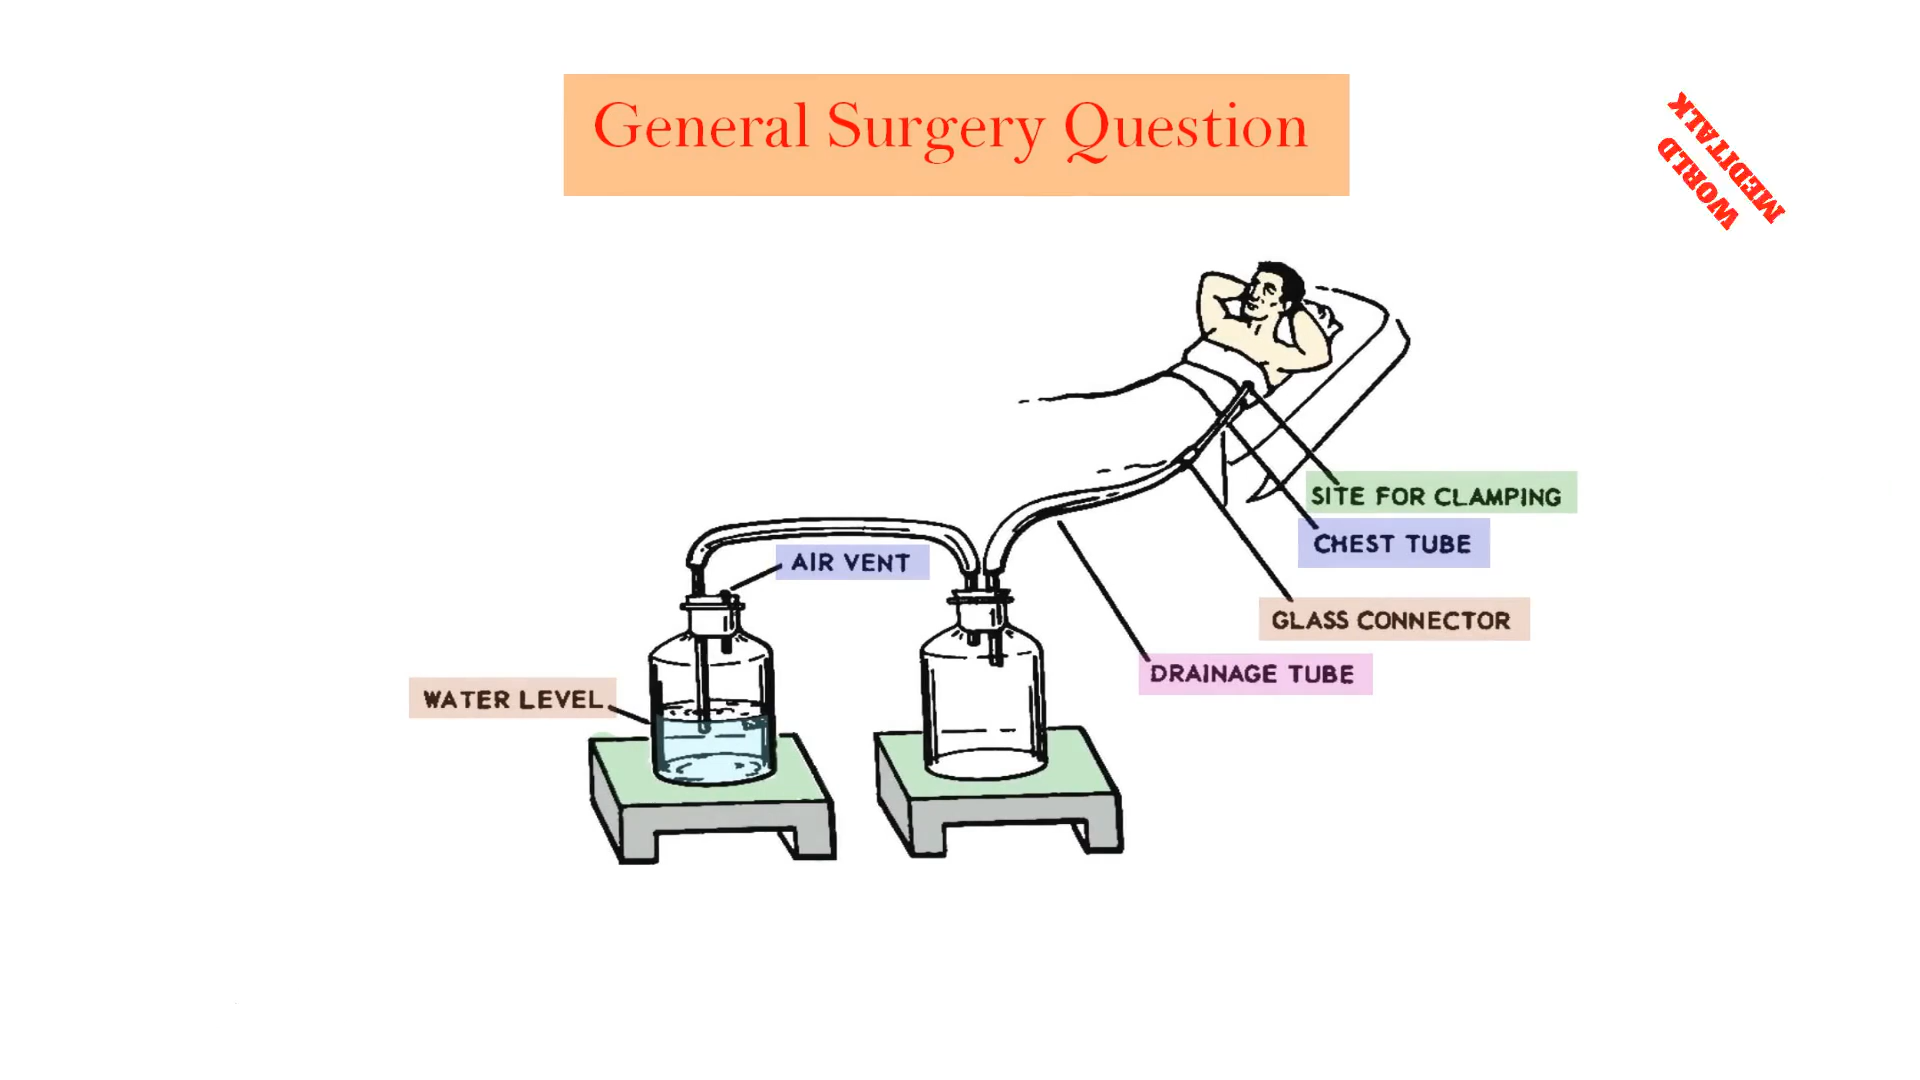 General Surgery Question
MEDITALK
WORLD
SITE FOR CLAMPING
CHEST TUBE
AIR VENT
GLASS CONNECTOR
DRAINAGE TUBE
WATER LEVEL